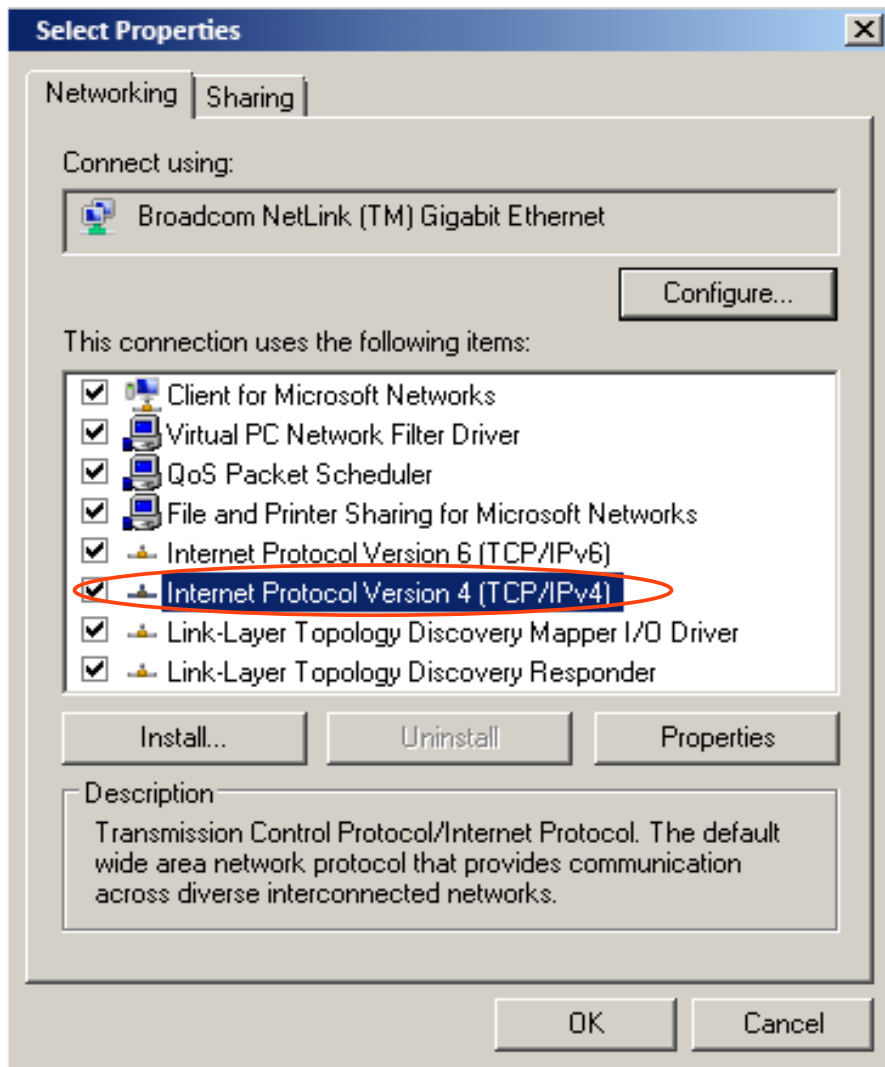 Select Properties
Networking
Sharing
Connect using:
Broadcom NetLink (TM) Gigabit Ethernet
Configure...
This connection uses the following items:
Client for Microsoft Networks
Virtual PC Network Filter Driver
QoS Packet Scheduler
File and Printer Sharing for Microsoft Networks
Internet Protocol Version 6 (TCP/IPv6)
Internet Protocol Version 4 (TCP/IPv4)
Link-Layer Topology Discovery Mapper I/O Driver
Link-Layer Topology Discovery Responder
Install...
Uninstall
Properties
Description
Transmission Control Protocol/Internet Protocol. The default
wide area network protocol that provides communication
across diverse interconnected networks.
OK
Cancel